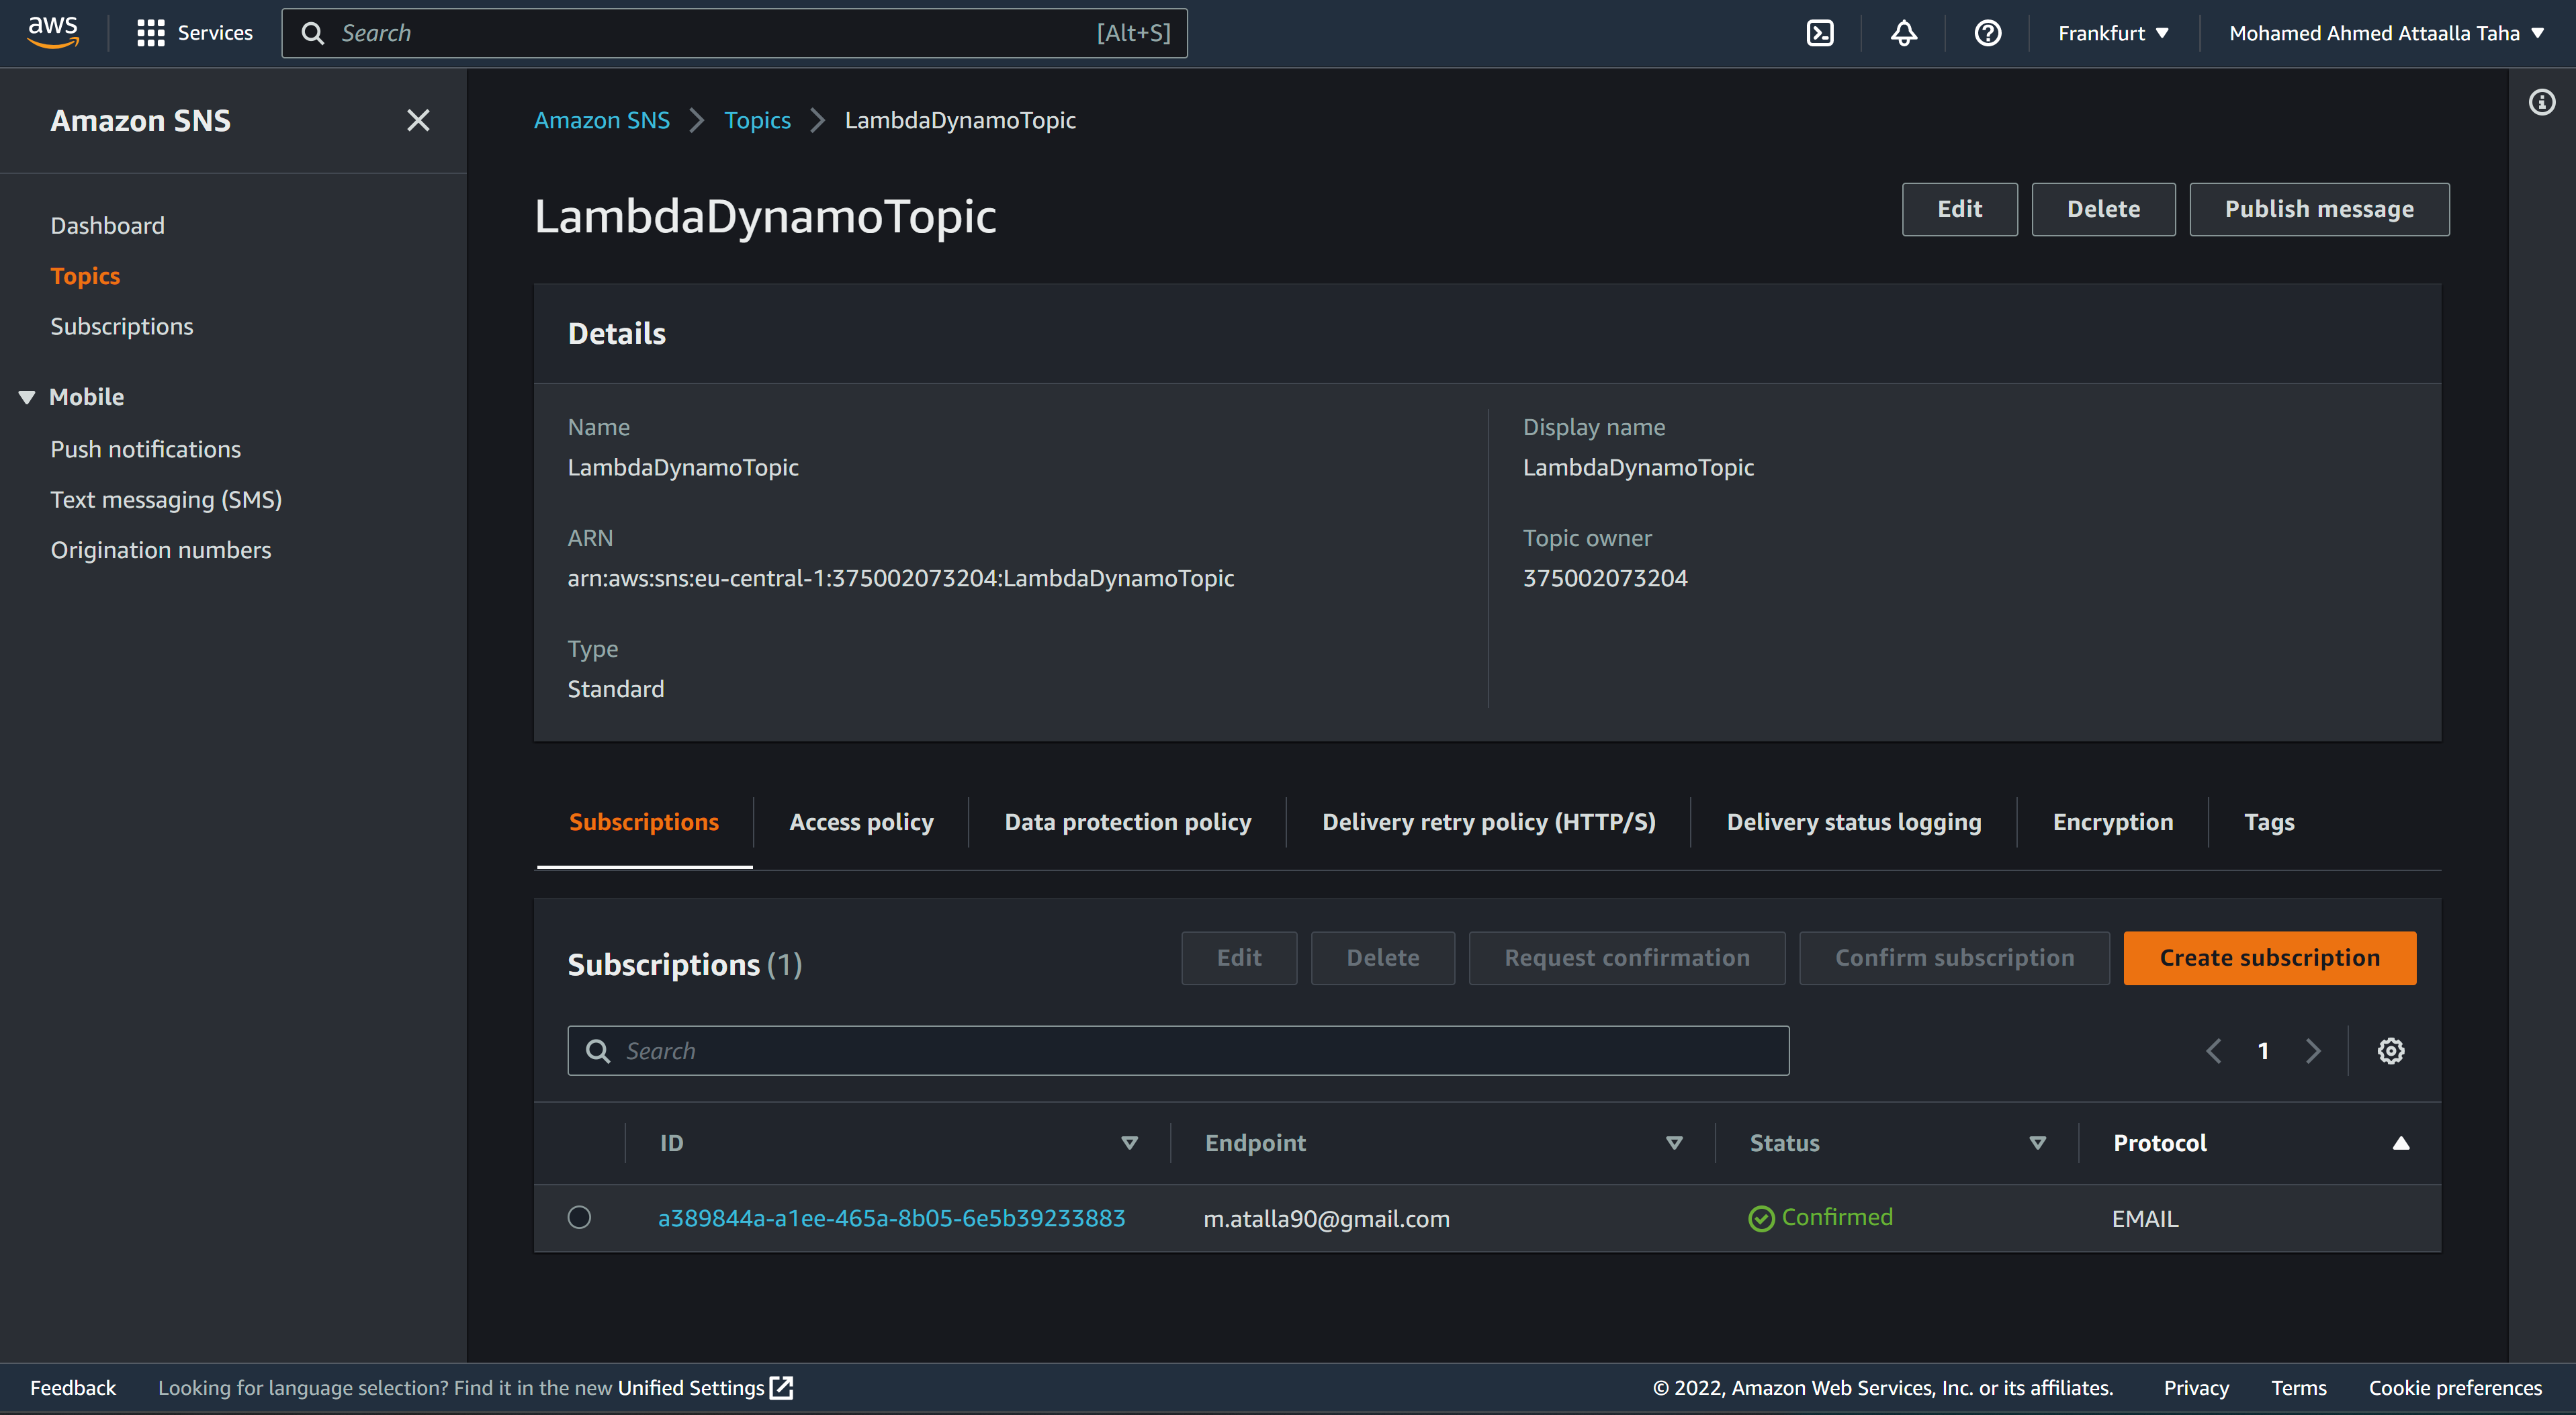 aws
Services
Search
[Alt+S]
Frankfurt
Mohamed Ahmed Attaalla Taha
Amazon SNS
Dashboard
Topics
Subscriptions
Mobile
Push notifications
Text messaging (SMS)
Origination numbers
Amazon SNS
Topics
LambdaDynamoTopic
LambdaDynamoTopic
Edit
Delete
Publish message
Details
Name
LambdaDynamoTopic
ARN
arn:aws:sns:eu-central-1:375002073204:LambdaDynamoTopic
Type
Standard
Display name
LambdaDynamoTopic
Topic owner
375002073204
Subscriptions
Access policy
Data protection policy
Delivery retry policy (HTTP/S)
Delivery status logging
Encryption
Tags
Subscriptions (1)
Edit
Delete
Request confirmation
Confirm subscription
Create subscription
Search
1
ID
Endpoint
Status
Protocol
a389844a-a1ee-465a-8b05-6e5b39233883
m.atalla90@gmail.com
Confirmed
EMAIL
Feedback
Looking for language selection? Find it in the new Unified Settings
© 2022, Amazon Web Services, Inc. or its affiliates.
Privacy
Terms
Cookie preferences